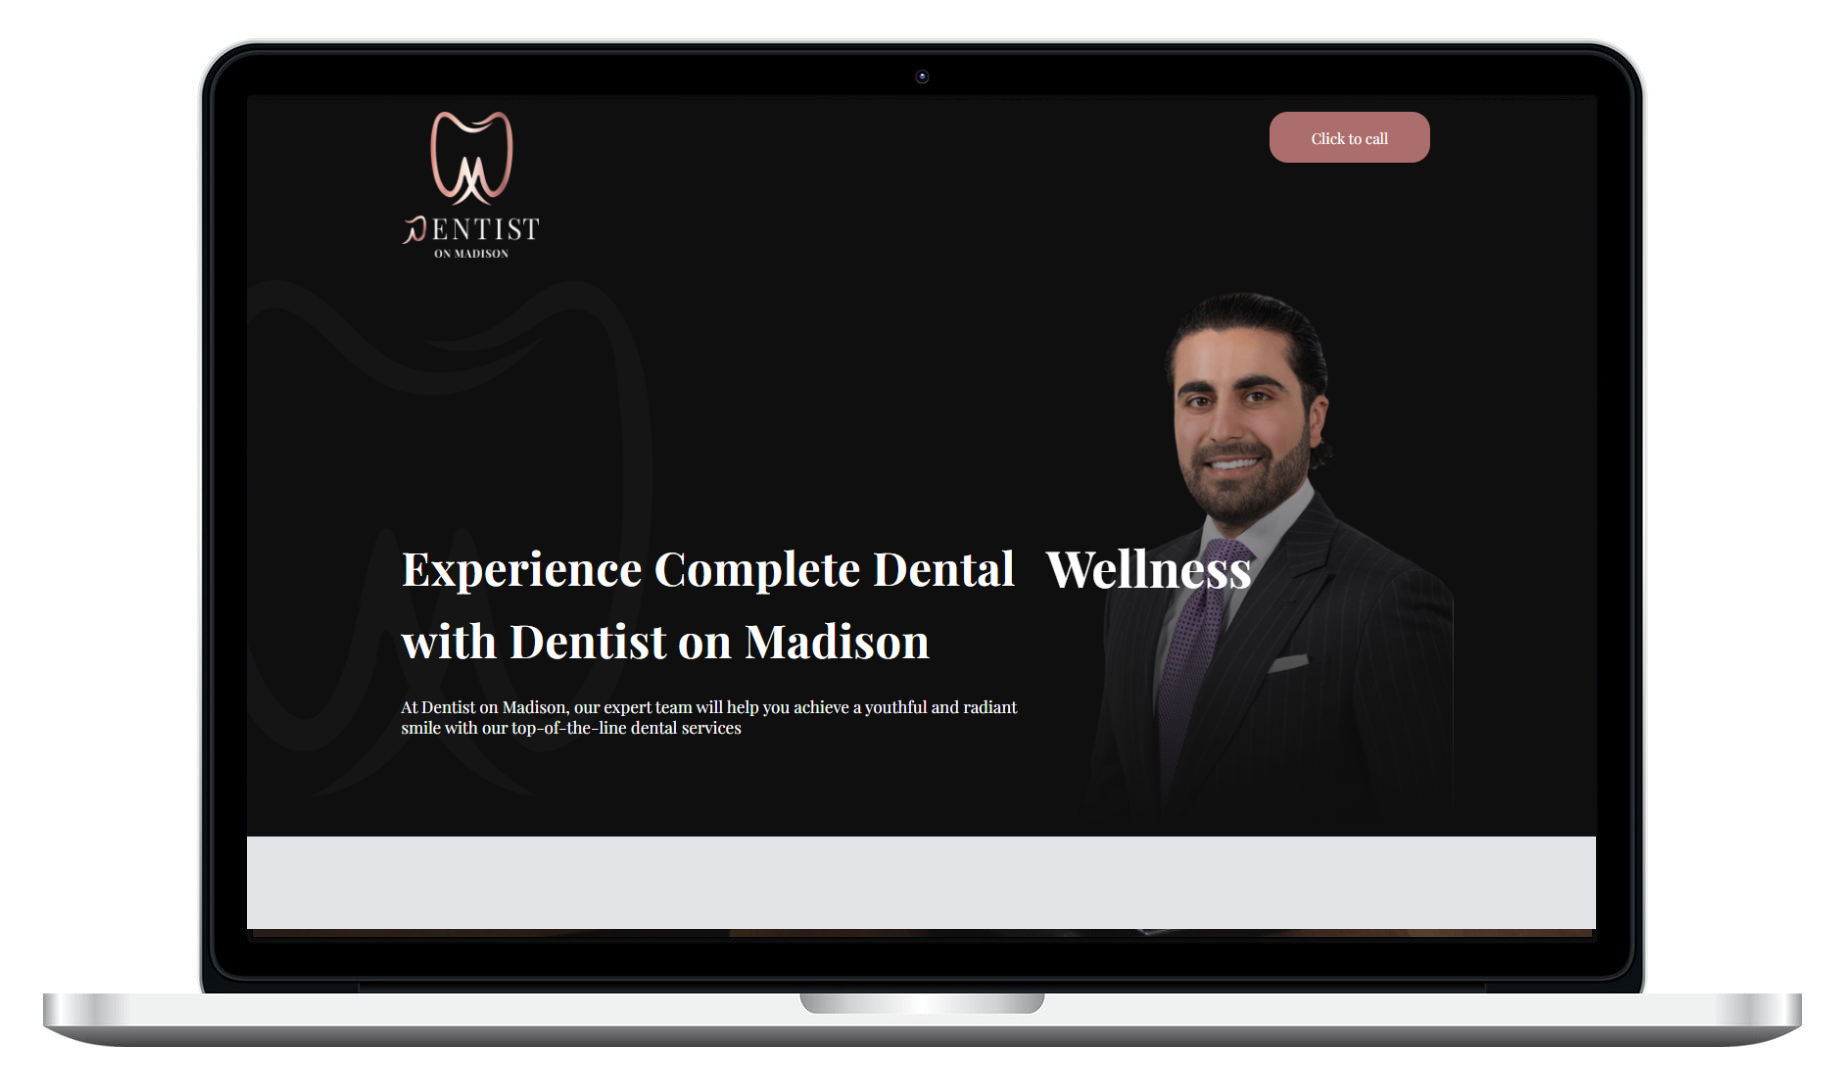 DENTIST
ON MADISON
Click to call
Experience Complete Dental Wellness
with Dentist on Madison
At Dentist on Madison, our expert team will help you achieve a youthful and radiant
smile with our top-of-the-line dental services